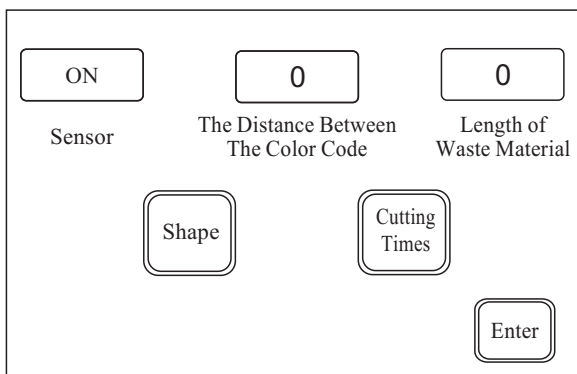 ON
0
0
Sensor
The Distance Between
The Color Code
Length of
Waste Material
Shape
Cutting
Times
Enter